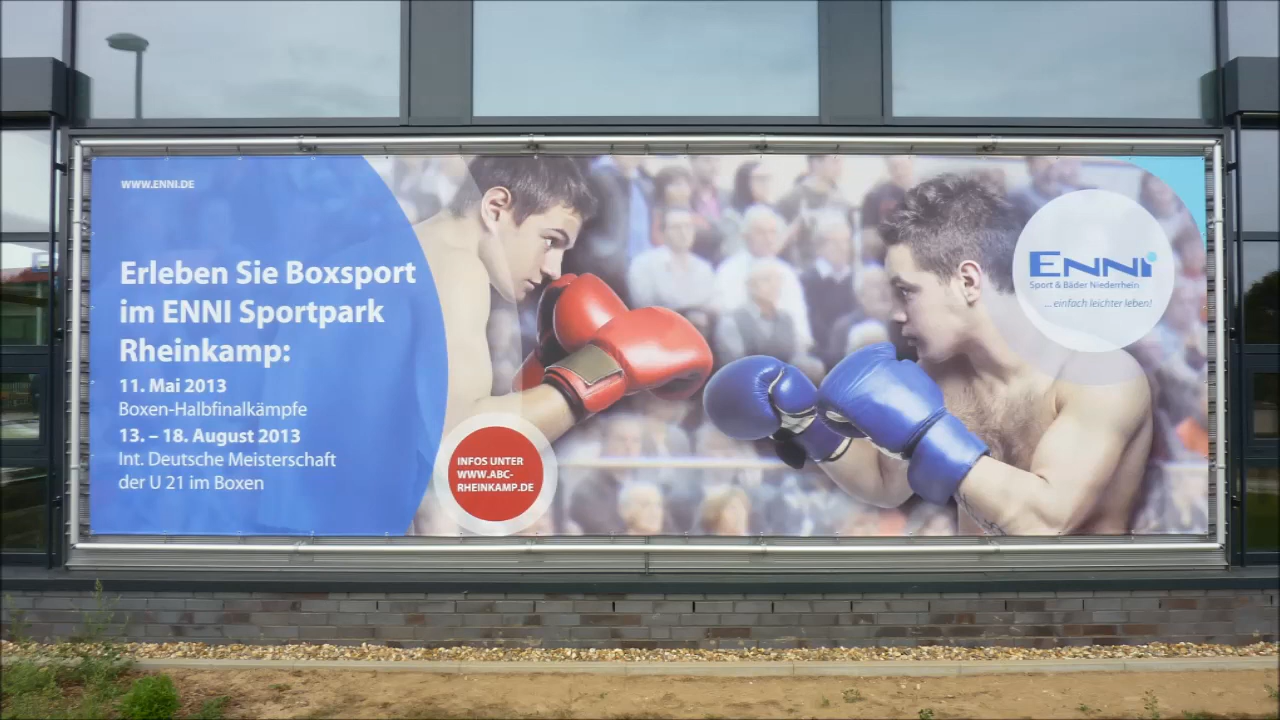 WWW.ENNI.DE
Erleben Sie Boxsport
im ENNI Sportpark
Rheinkamp:
11. Mai 2013
Boxen-Halbfinalkämpfe
13. – 18. August 2013
Int. Deutsche Meisterschaft
der U 21 im Boxen
INFOS UNTER
WWW.ABC-
RHEINKAMP.DE
ENNI
Sport & Bäder Niederrhein
... einfach leichter leben!